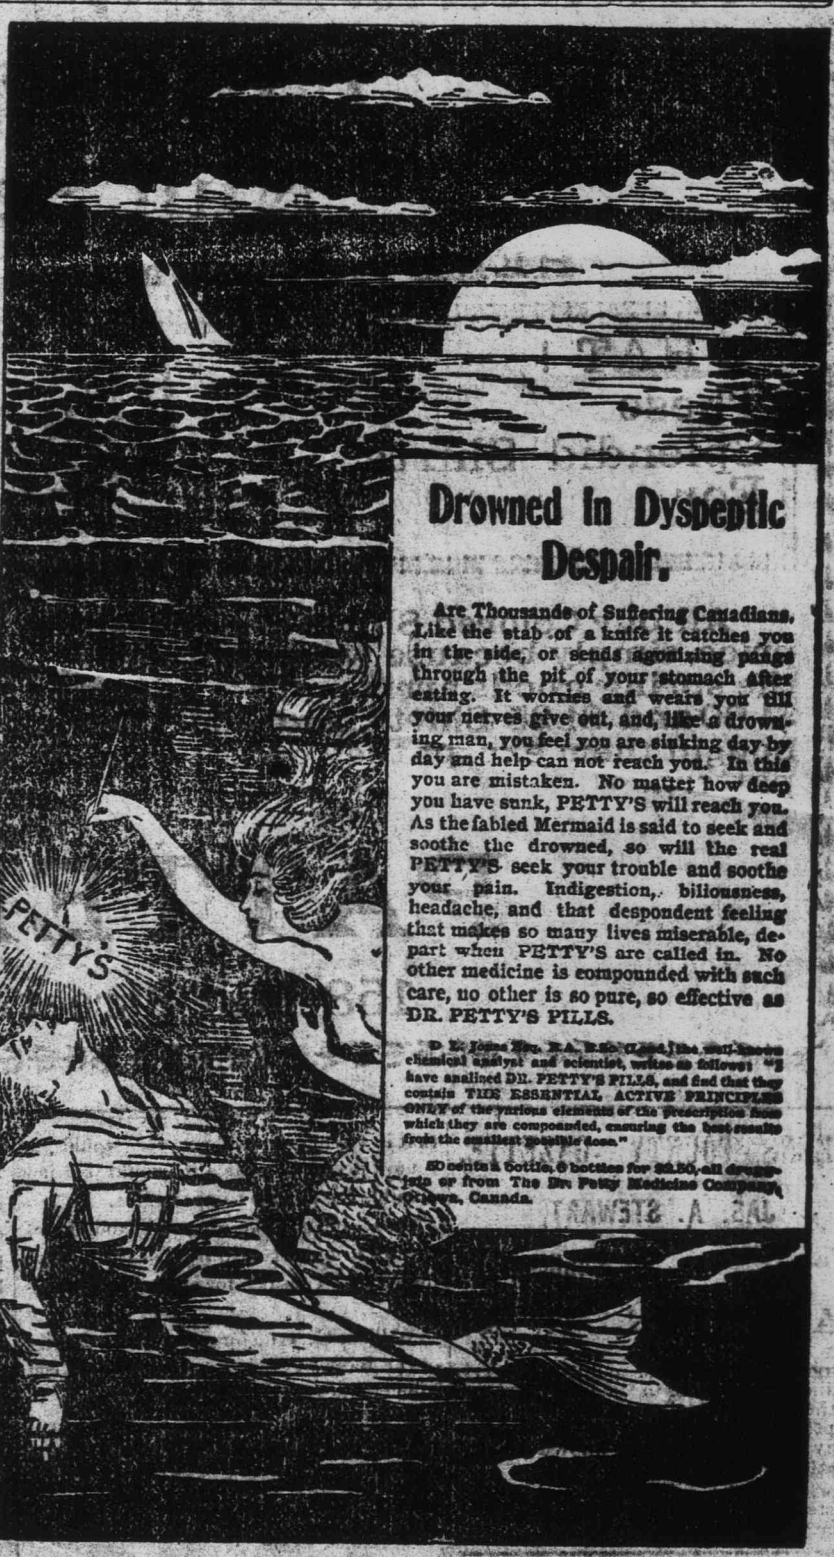 Drowned In Dyspeptic
Despair.
Are Thousands of Suffering Canadians.
Like the stab of a knife it catches you
in the side, or sends agonizing pangs
through the pit of your stomach after
eating. It worries and wears you till
your nerves give out, and, like a drown-
ing man, you feel you are sinking day by
day and help can not reach you. In this
you are mistaken. No matter how deep
you have sunk, PETTY'S will reach you.
As the fabled Mermaid is said to seek and
soothe the drowned, so will the real
PETTY'S seek your trouble and soothe
your pain. Indigestion, biliousness,
headache, and that despondent feeling
that makes so many lives miserable, de-
part when PETTY'S are called in. No
other medicine is compounded with such
care, no other is so pure, so effective as
DR. PETTY'S PILLS.
PETTY'S
D E. Jones Esq. B.A. the well-known
chemical analyst and scientist, writes as follows: "I
have analined DR. PETTY'S PILLS, and find that they
contain THE ESSENTIAL ACTIVE PRINCIPLES
ONLY of the various elements of the prescription from
which they are compounded, ensuring the best results
from the smallest possible dose."
50 cents a bottle, 6 bottles for $2.50, all drugg-
ists or from The Dr. Petty Medicine Company,
Ottawa, Canada.